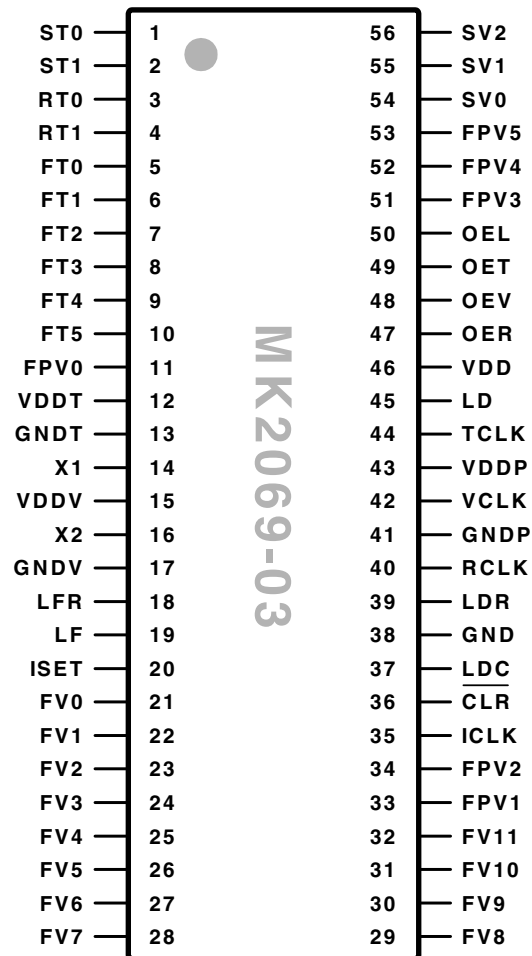 ST0 1 56 SV2
ST1 2 55 SV1
RT0 3 54 SV0
RT1 4 53 FPV5
FT0 5 52 FPV4
FT1 6 51 FPV3
FT2 7 50 OEL
FT3 8 49 OET
FT4 9 48 OEV
FT5 10 47 OER
FPV0 11 46 VDD
VDDT 12 45 LD
GNDT 13 44 TCLK
X1 14 43 VDDP
VDDV 15 42 VCLK
X2 16 41 GNDP
GNDV 17 40 RCLK
LFR 18 39 LDR
LF 19 38 GND
ISET 20 37 LDC
FV0 21 36 CLR
FV1 22 35 ICLK
FV2 23 34 FPV2
FV3 24 33 FPV1
FV4 25 32 FV11
FV5 26 31 FV10
FV6 27 30 FV9
FV7 28 29 FV8
MK2069-03